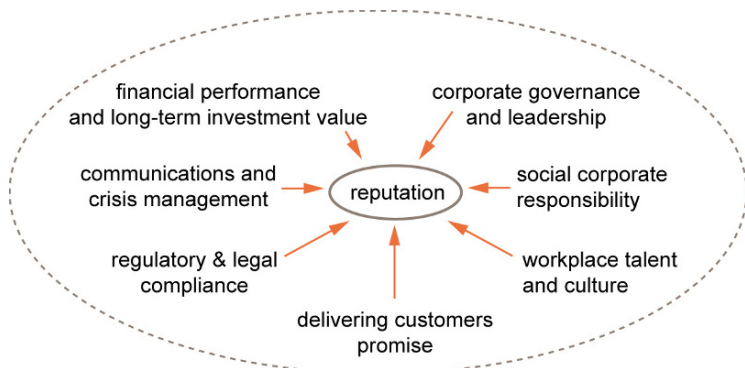 financial performance
and long-term investment value
corporate governance
and leadership
communications and
crisis management
reputation
social corporate
responsibility
regulatory & legal
compliance
workplace talent
and culture
delivering customers
promise